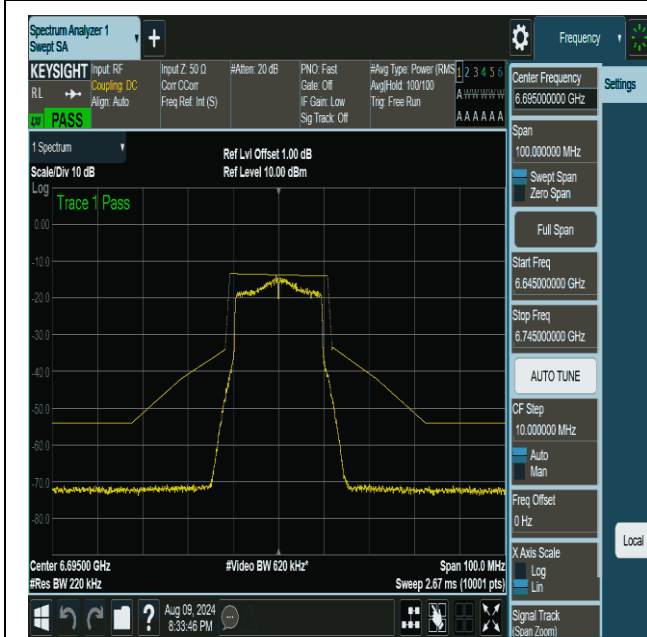 Spectrum Analyzer 1
Swept SA
+
Frequency
KEYSIGHT
RL
PASS
Input: RF
Coupling: DC
Align: Auto
Input Z: 50 Ω
Corr CCorr
Freq Ref: Int (S)
#Atten: 20 dB
PNO: Fast
Gate: Off
IF Gain: Low
Sig Track: Off
#Avg Type: Power (RMS
Avg|Hold: 100/100
Trig: Free Run
1 2 3 4 5 6
A W W W W W
A A A A A A
Center Frequency
6.695000000 GHz
Settings
Span
100.000000 MHz
Swept Span
Zero Span
Full Span
Start Freq
6.645000000 GHz
Stop Freq
6.745000000 GHz
AUTO TUNE
CF Step
10.000000 MHz
Auto
Man
Freq Offset
0 Hz
X Axis Scale
Log
Lin
Signal Track
(Span Zoom)
Local
1 Spectrum
Scale/Div 10 dB
Ref Lvl Offset 1.00 dB
Ref Level 10.00 dBm
Log
Trace 1 Pass
0.00
-10.0
-20.0
-30.0
-40.0
-50.0
-60.0
-70.0
-80.0
Center 6.69500 GHz
#Video BW 620 kHz*
Span 100.0 MHz
#Res BW 220 kHz
Sweep 2.67 ms (10001 pts)
?
Aug 09, 2024
8:33:46 PM